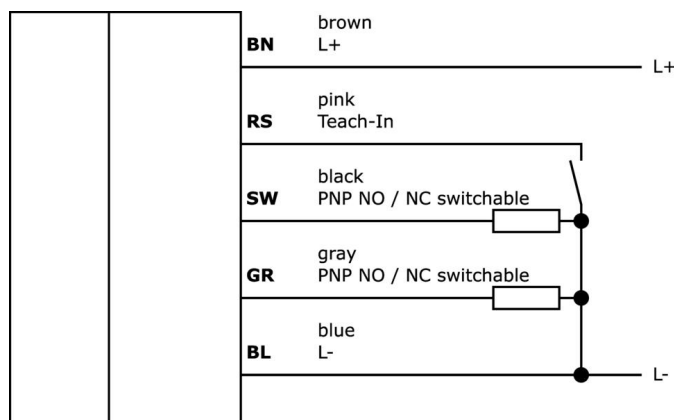 brown
BN L+
L+
pink
RS Teach-In
black
SW PNP NO / NC switchable
gray
GR PNP NO / NC switchable
blue
BL L-
L-